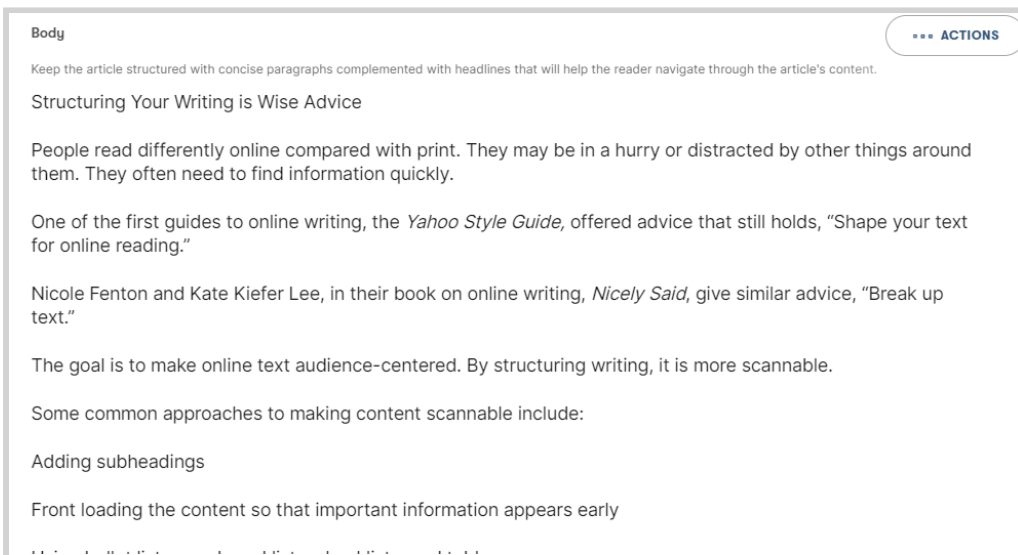 Body
••• ACTIONS
Keep the article structured with concise paragraphs complemented with headlines that will help the reader navigate through the article's content.
Structuring Your Writing is Wise Advice
People read differently online compared with print. They may be in a hurry or distracted by other things around
them. They often need to find information quickly.
One of the first guides to online writing, the Yahoo Style Guide, offered advice that still holds, “Shape your text
for online reading.”
Nicole Fenton and Kate Kiefer Lee, in their book on online writing, Nicely Said, give similar advice, “Break up
text.”
The goal is to make online text audience-centered. By structuring writing, it is more scannable.
Some common approaches to making content scannable include:
Adding subheadings
Front loading the content so that important information appears early